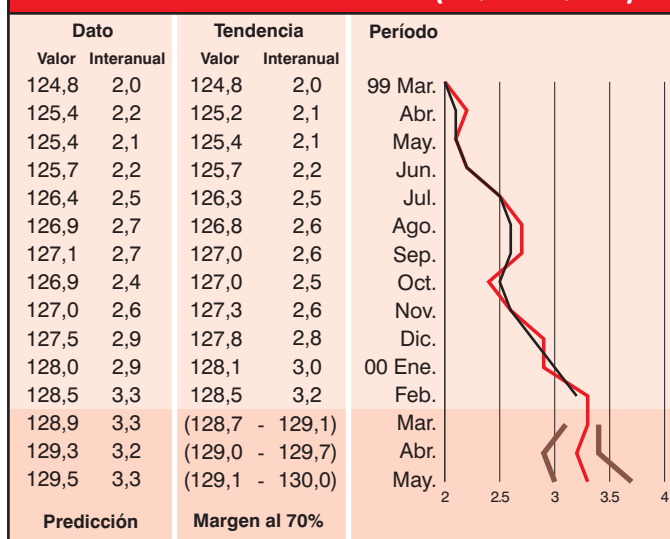 Dato Tendencia Período
Valor Interanual Valor Interanual
124,8 2,0 124,8 2,0 99 Mar.
125,4 2,2 125,2 2,1 Abr.
125,4 2,1 125,4 2,1 May.
125,7 2,2 125,7 2,2 Jun.
126,4 2,5 126,3 2,5 Jul.
126,9 2,7 126,8 2,6 Ago.
127,1 2,7 127,0 2,6 Sep.
126,9 2,4 127,0 2,5 Oct.
127,0 2,6 127,3 2,6 Nov.
127,5 2,9 127,8 2,8 Dic.
128,0 2,9 128,1 3,0 00 Ene.
128,5 3,3 128,5 3,2 Feb.
128,9 3,3 (128,7 - 129,1) Mar.
129,3 3,2 (129,0 - 129,7) Abr.
129,5 3,3 (129,1 - 130,0) May.
2 2.5 3 3.5 4
Predicción Margen al 70%